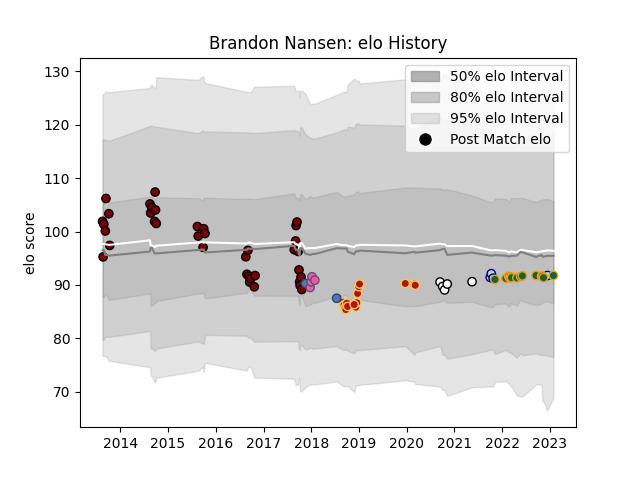 Brandon Nansen: elo History
50% elo Interval
80% elo Interval
95% elo Interval
Post Match elo
elo score
130
120
110
100
90
80
70
2014 2015 2016 2017 2018 2019 2020 2021 2022 2023